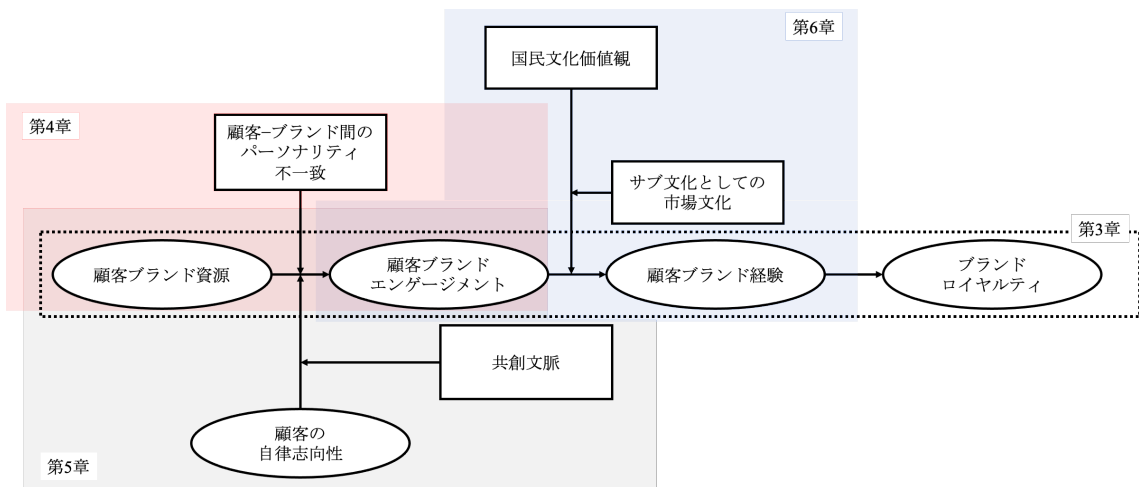 第6章
国民文化価値観
第4章
顧客–ブランド間の
パーソナリティ
不一致
サブ文化としての
市場文化
第3章
顧客ブランド資源
顧客ブランド
エンゲージメント
顧客ブランド経験
ブランド
ロイヤルティ
共創文脈
顧客の
自律志向性
第5章